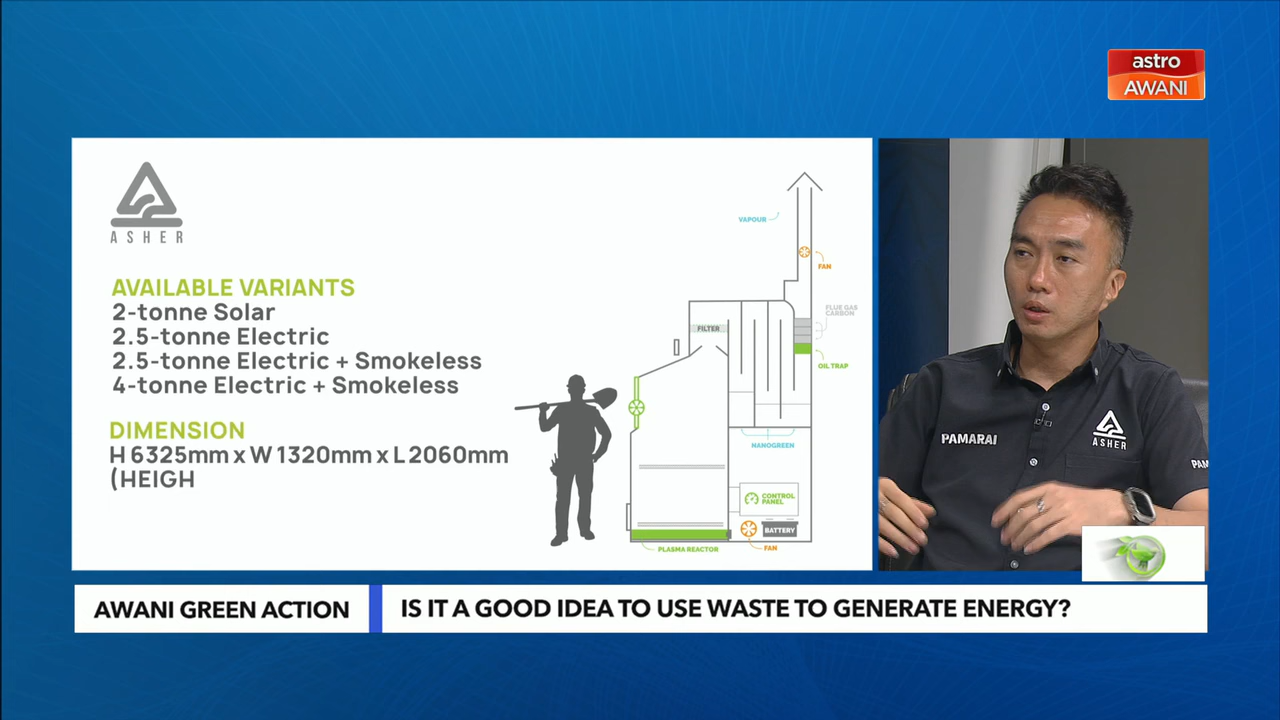 astro
AWANI
ASHER
AVAILABLE VARIANTS
2-tonne Solar
2.5-tonne Electric
2.5-tonne Electric + Smokeless
4-tonne Electric + Smokeless
DIMENSION
H 6325mm x W 1320mm x L 2060mm
(HEIGH
VAPOUR
FAN
FLUE GAS
CARBON
FILTER
OIL TRAP
NANOGREEN
CONTROL
PANEL
BATTERY
PLASMA REACTOR
FAN
PAMARAI
ASHER
PAM
AWANI GREEN ACTION
IS IT A GOOD IDEA TO USE WASTE TO GENERATE ENERGY?